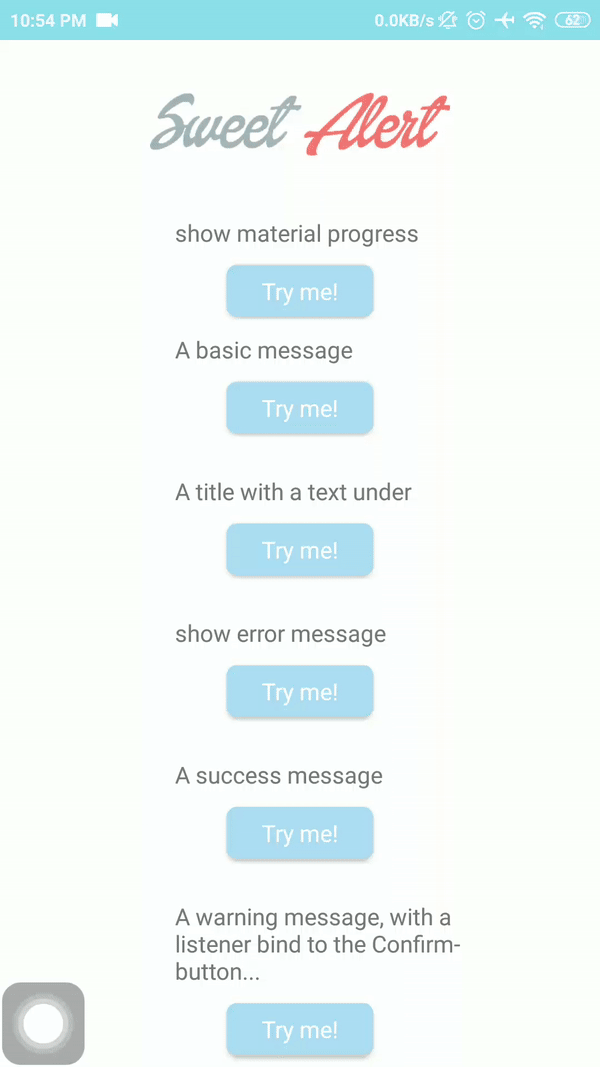 10:54 PM 0.0KB/s 62
Sweet Alert
show material progress
Try me!
A basic message
Try me!
A title with a text under
Try me!
show error message
Try me!
A success message
Try me!
A warning message, with a
listener bind to the Confirm-
button...
Try me!